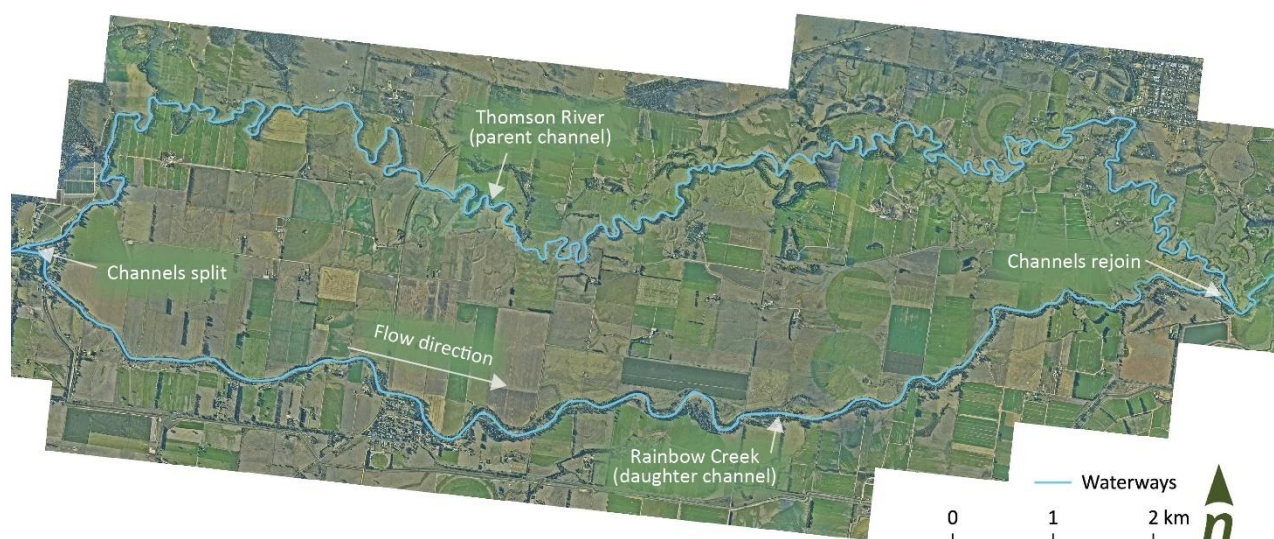 Thomson River
(parent channel)
Channels split
Channels rejoin
Flow direction
Rainbow Creek
(daughter channel)
Waterways
0 1 2 km
n